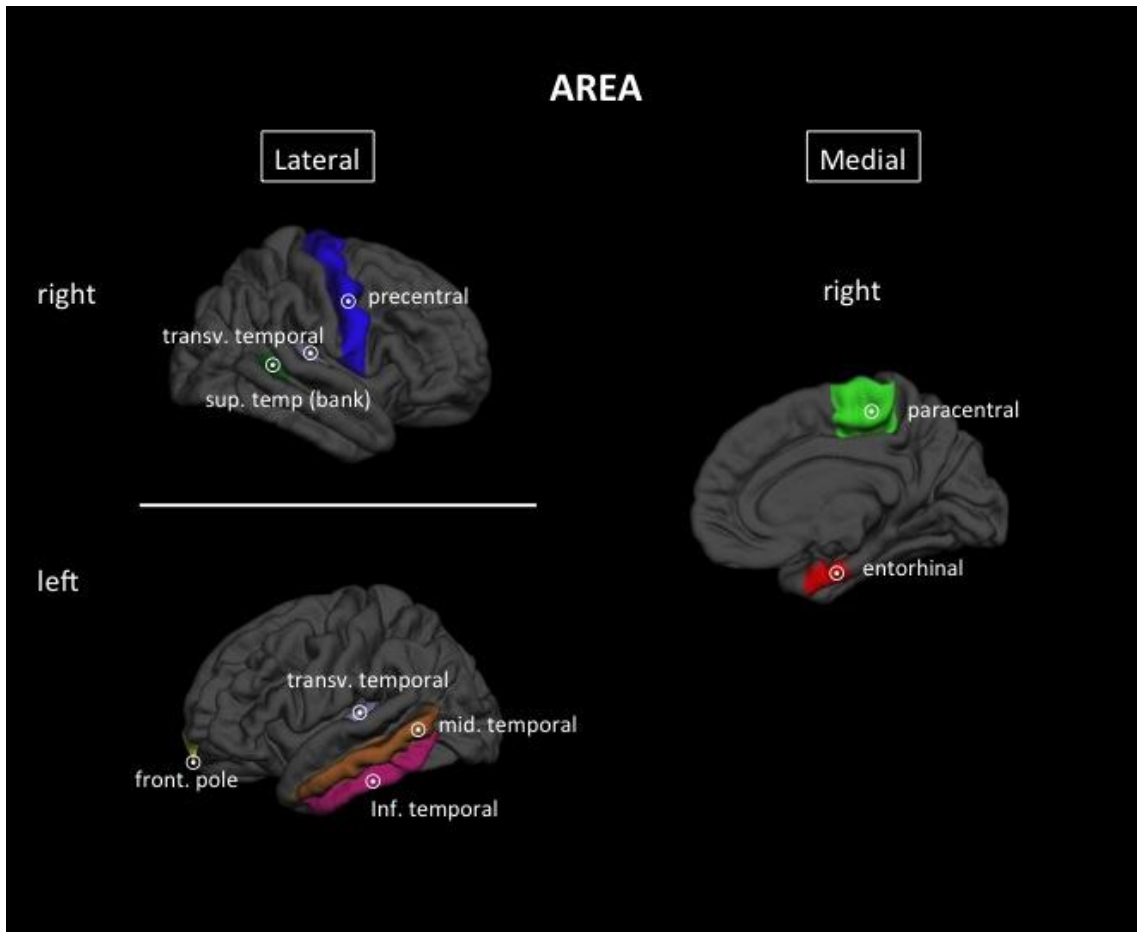 AREA
Lateral
Medial
right
precentral
transv. temporal
sup. temp (bank)
right
paracentral
entorhinal
left
transv. temporal
mid. temporal
front. pole
Inf. temporal